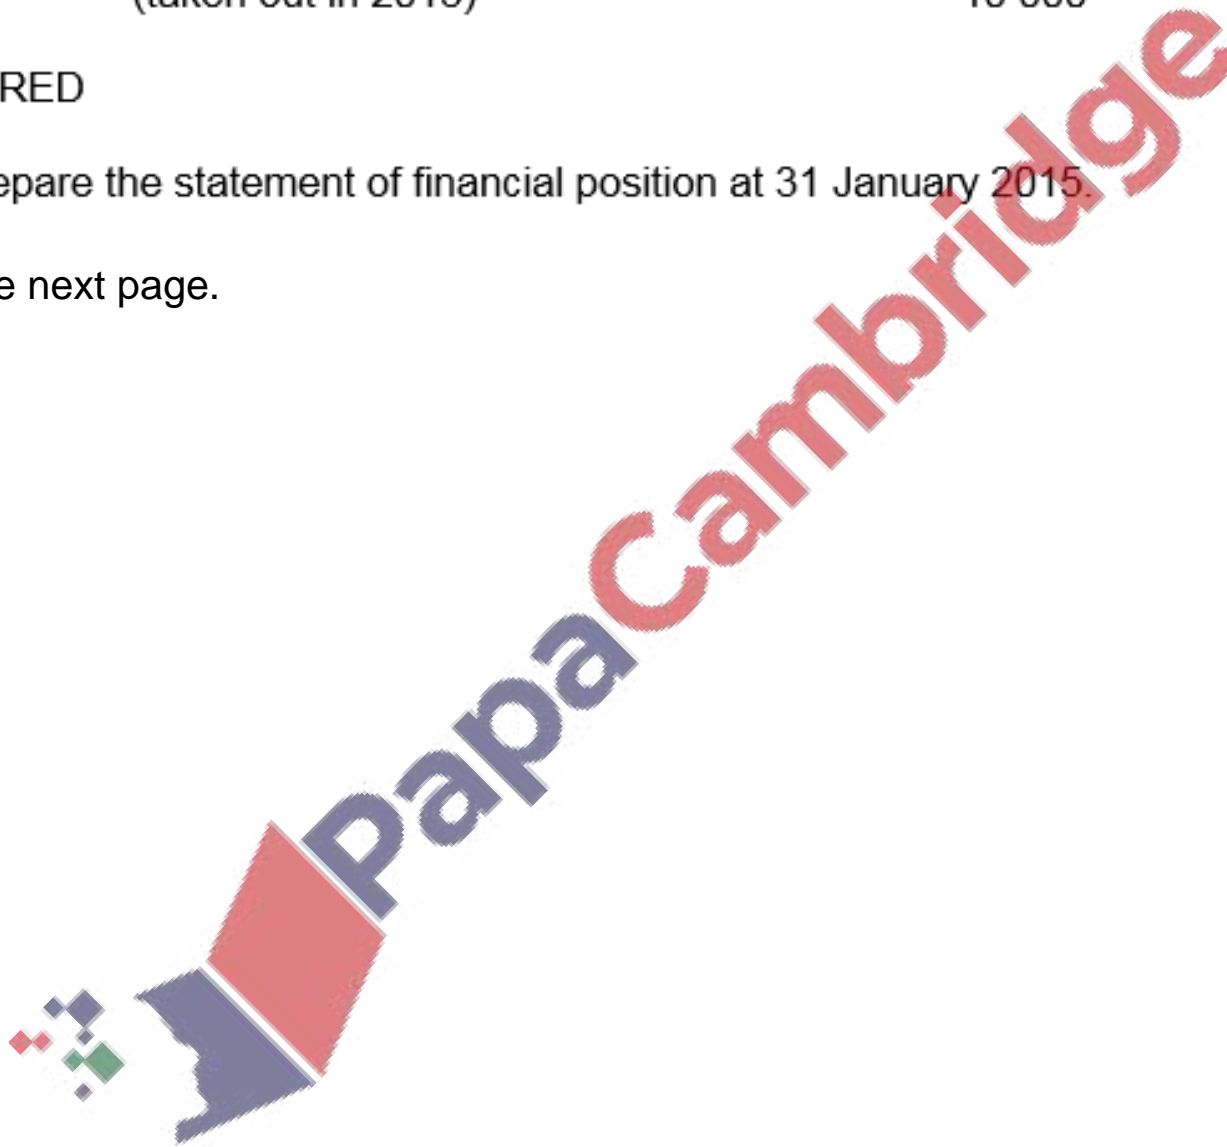 RED
epare the statement of financial position at 31 January 2015.
e next page.
PapaCambridge